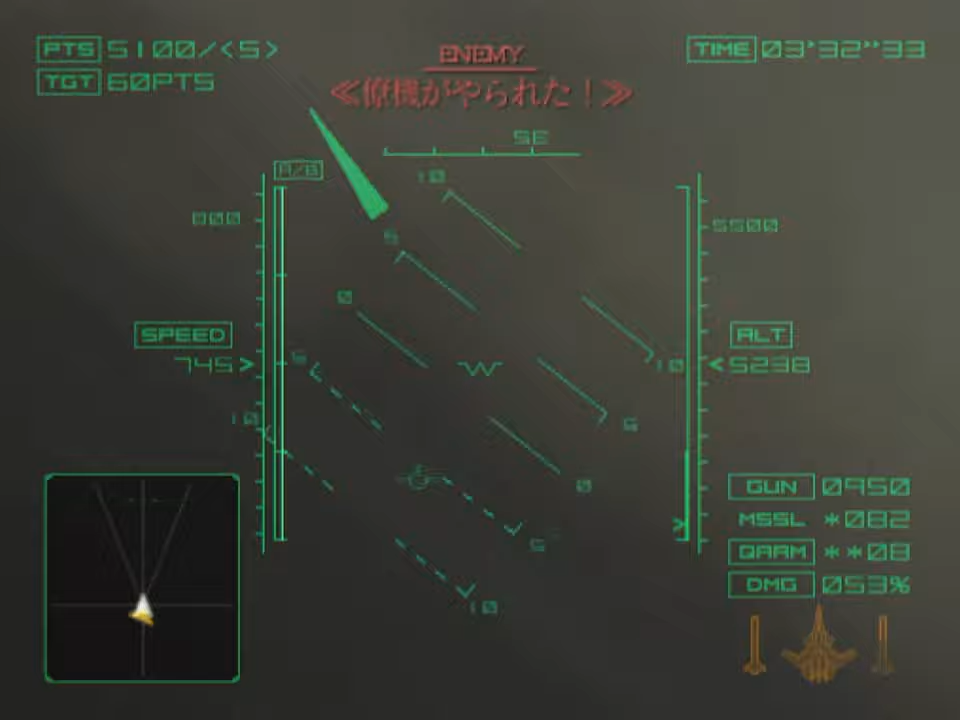 PTS 5100/<5>
TGT 60PTS
ENEMY
≪僚機がやられた！≫
TIME 03'32"33
SE
A/B
10
5
0
5
10
10
5
0
5
10
800
SPEED
745>
5500
ALT
<5238
GUN 0950
MSSL *082
QAAM **08
DMG 053%